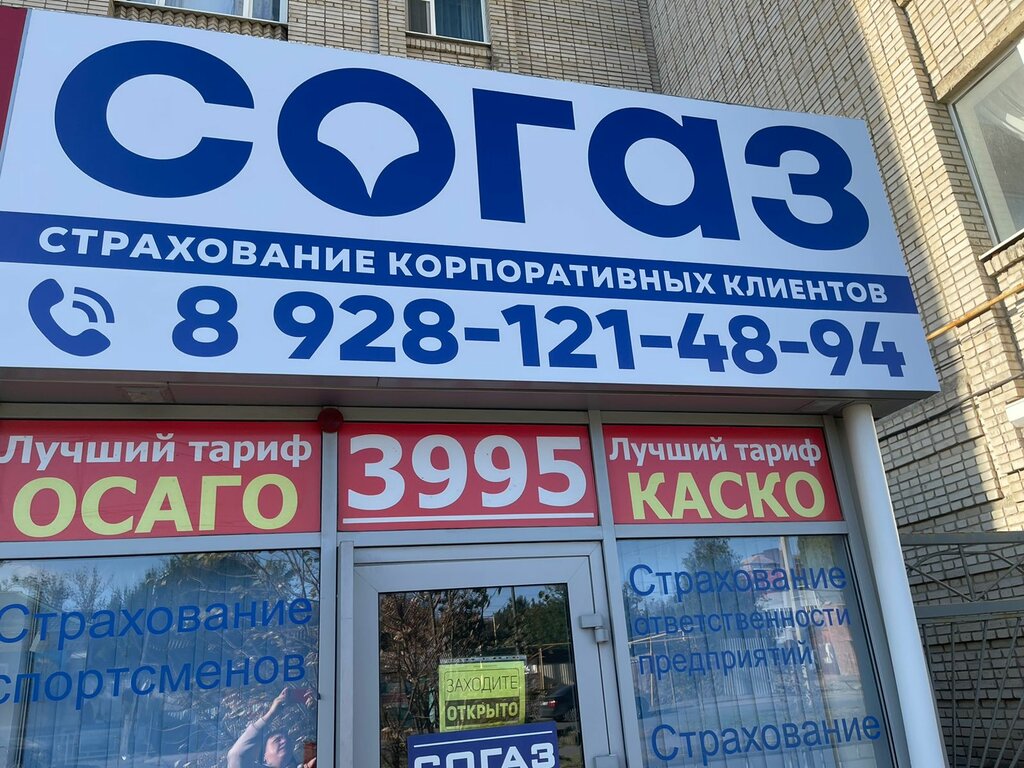 согаз
СТРАХОВАНИЕ КОРПОРАТИВНЫХ КЛИЕНТОВ
8 928-121-48-94
Лучший тариф
ОСАГО
3995
Лучший тариф
КАСКО
Страхование
спортсменов
ЗАХОДИТЕ
ОТКРЫТО
СОГАЗ
Страхование
ответственности
предприятий
Страхование